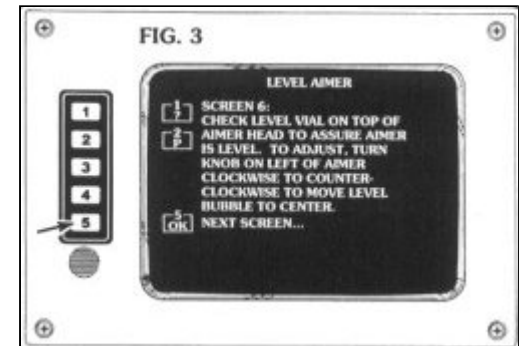 FIG. 3
1
2
3
4
5
LEVEL AIMER
1 ? SCREEN 6:
CHECK LEVEL VIAL ON TOP OF
2 P AIMER HEAD TO ASSURE AIMER
IS LEVEL. TO ADJUST, TURN
KNOB ON LEFT OF AIMER
CLOCKWISE TO COUNTER-
CLOCKWISE TO MOVE LEVEL
BUBBLE TO CENTER.
5 OK NEXT SCREEN...